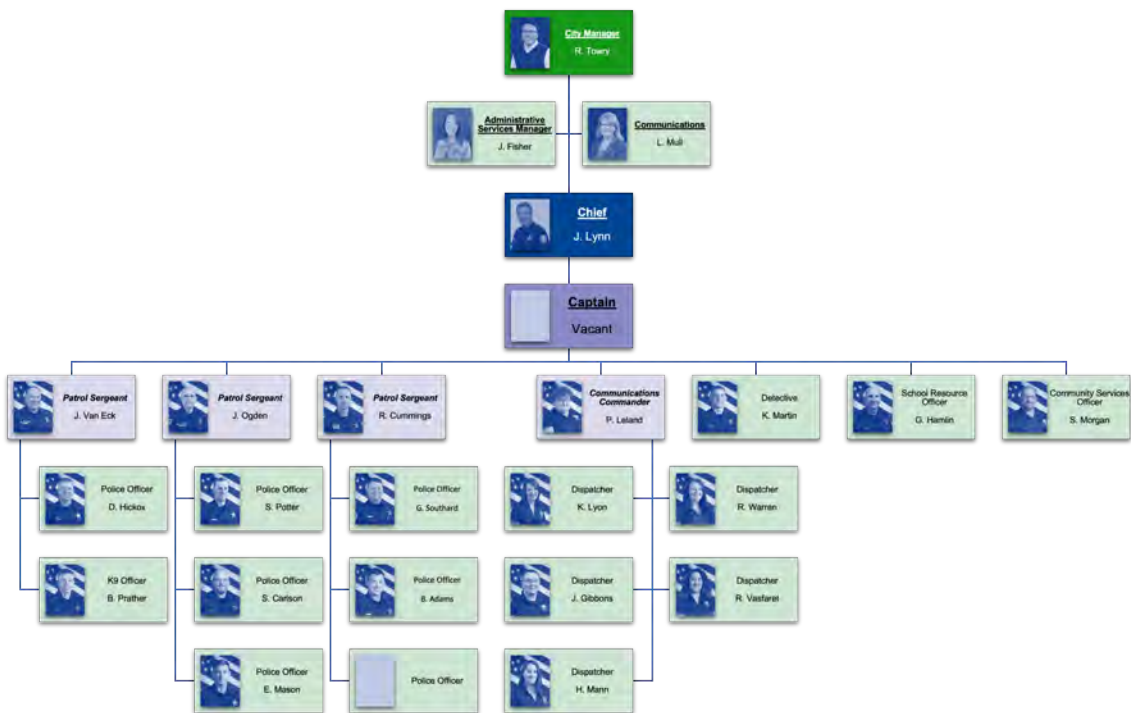 City Manager
R. Towry
Administrative
Services Manager
J. Fisher
Communications
L. Mull
Chief
J. Lynn
Captain
Vacant
Patrol Sergeant
J. Van Eck
Patrol Sergeant
J. Ogden
Patrol Sergeant
R. Cummings
Communications
Commander
P. Leland
Detective
K. Martin
School Resource
Officer
G. Hamlin
Community Services
Officer
S. Morgan
Police Officer
D. Hickox
Police Officer
S. Potter
Police Officer
G. Southard
Dispatcher
K. Lyon
Dispatcher
R. Warren
K9 Officer
B. Prather
Police Officer
S. Carlson
Police Officer
B. Adams
Dispatcher
J. Gibbons
Dispatcher
R. Vasfaret
Police Officer
E. Mason
Police Officer
Dispatcher
H. Mann